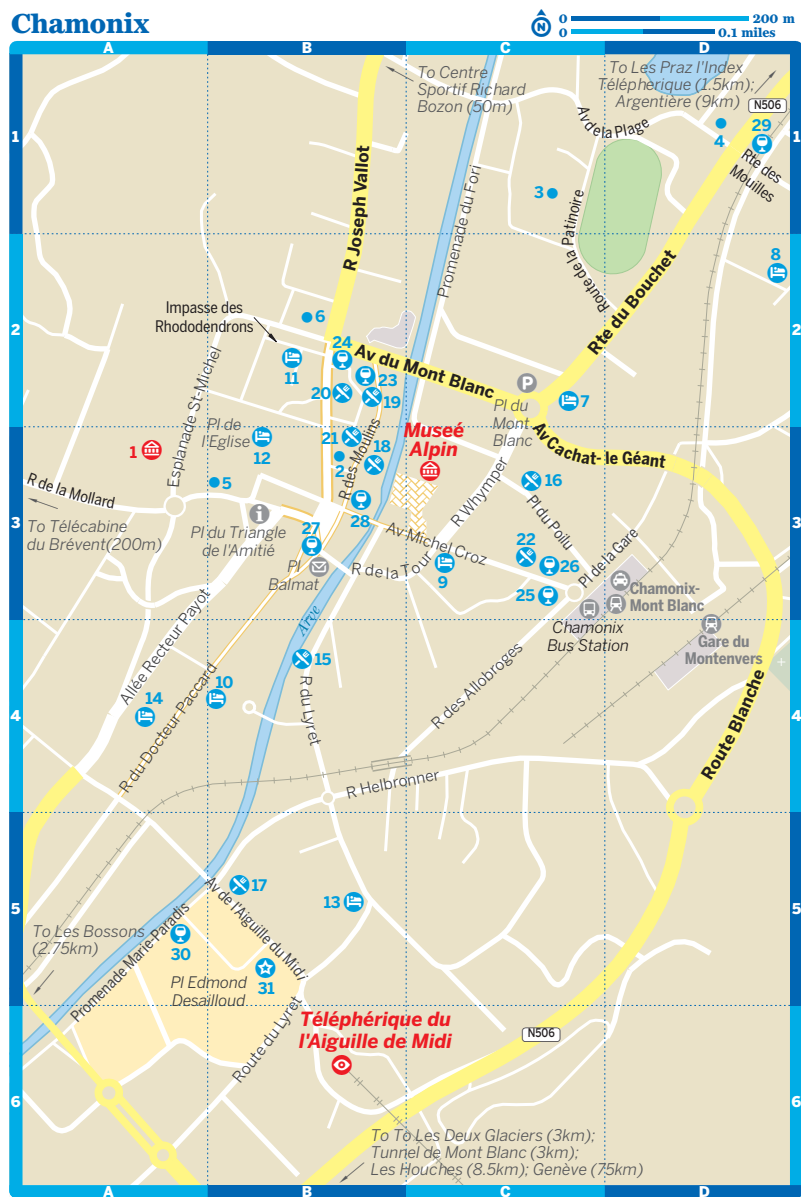 Chamonix
N
0 200 m
0 0.1 miles
A B C D
To Centre
Sportif Richard
Bozon (50m)
To Les Praz l'Index
Télépherique (1.5km);
Argentière (9km)
N506
Av de la Plage
4
29
1
1
Rte des
Mouilles
3
R Joseph Vallot
Promenade du Fori
Route de la Patinoire
8
Rte du Bouchet
Impasse des
Rhododendrons
6
2
2
24
Av du Mont Blanc
11
23
20
19
P
7
Pl du
Mont
Blanc
Esplanade St-Michel
Pl de
l'Eglise
12
1
21
18
2
R des Moulins
Museé
Alpin
Av Cachat-le Géant
5
16
R de la Mollard
R Whymper
Pl du Poilu
To Télécabine
du Brévent(200m)
3
3
i
Pl du Triangle
de l'Amitié
27
28
Av Michel Croz
22
26
Pl de la Gare
Pl
Balmat
R de la Tour
9
25
Chamonix-
Mont Blanc
Chamonix
Bus Station
Gare du
Montenvers
Arve
Allée Recteur Payot
15
10
14
R du Docteur Paccard
R du Lyret
R des Allobroges
4
4
Route Blanche
R Helbronner
17
13
5
5
Av de l'Aiguille du Midi
To Les Bossons
(2.75km)
Promenade Marie-Paradis
30
Pl Edmond
Desailloud
31
Route du Lyret
Téléphérique du
l'Aiguille de Midi
N506
6
6
To To Les Deux Glaciers (3km);
Tunnel de Mont Blanc (3km);
Les Houches (8.5km); Genève (75km)
A B C D